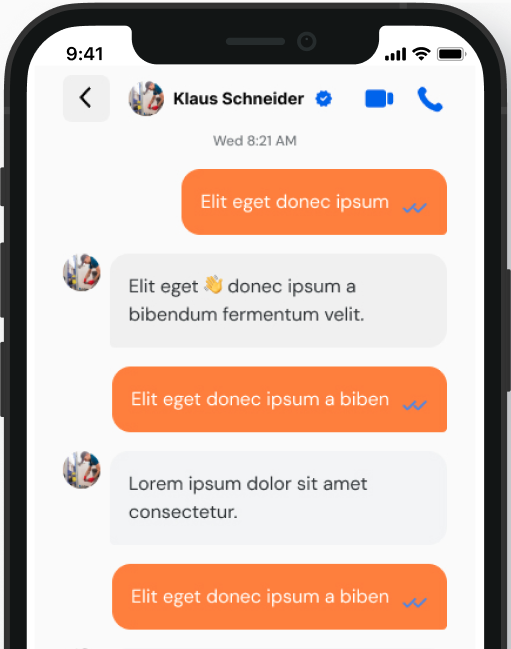 9:41
Klaus Schneider
Wed 8:21 AM
Elit eget donec ipsum
Elit eget 👋 donec ipsum a
bibendum fermentum velit.
Elit eget donec ipsum a biben
Lorem ipsum dolor sit amet
consectetur.
Elit eget donec ipsum a biben